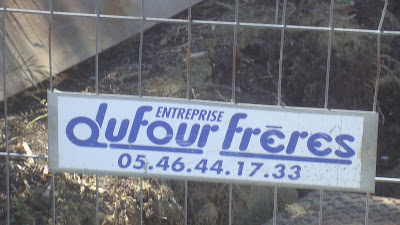 ENTREPRISE
dufour frères
05.46.44.17.33